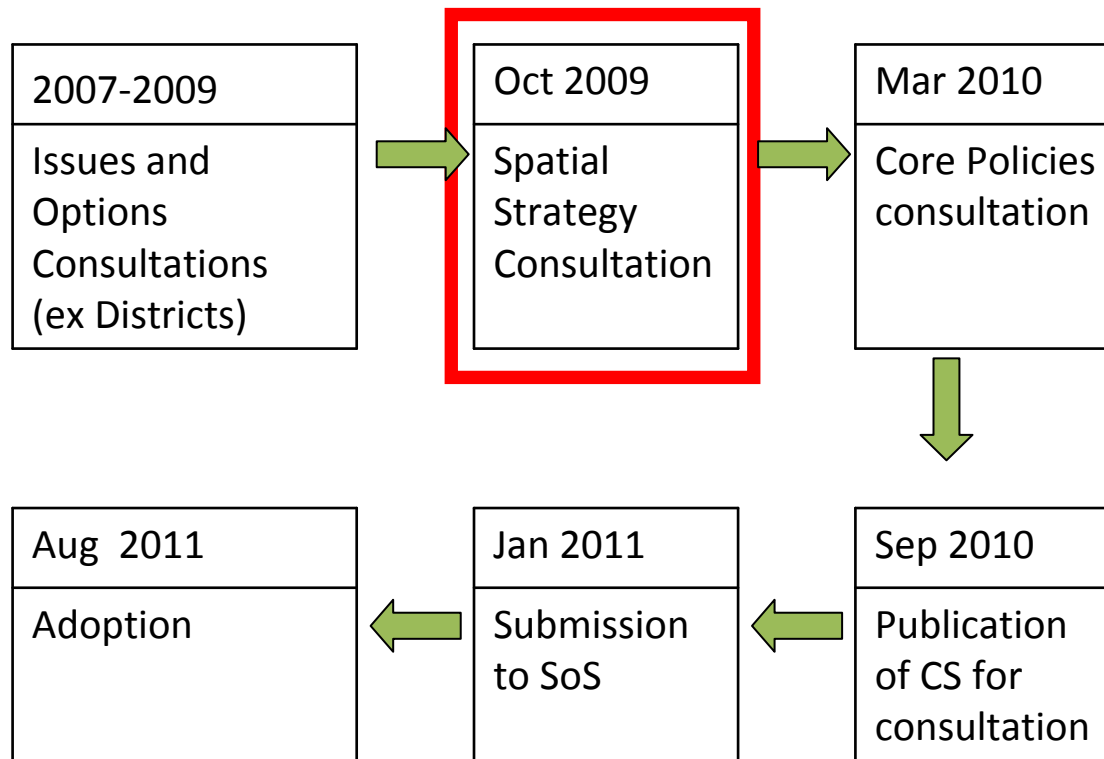 2007-2009
Issues and
Options
Consultations
(ex Districts)
Oct 2009
Spatial
Strategy
Consultation
Mar 2010
Core Policies
consultation
Sep 2010
Publication
of CS for
consultation
Jan 2011
Submission
to SoS
Aug  2011
Adoption